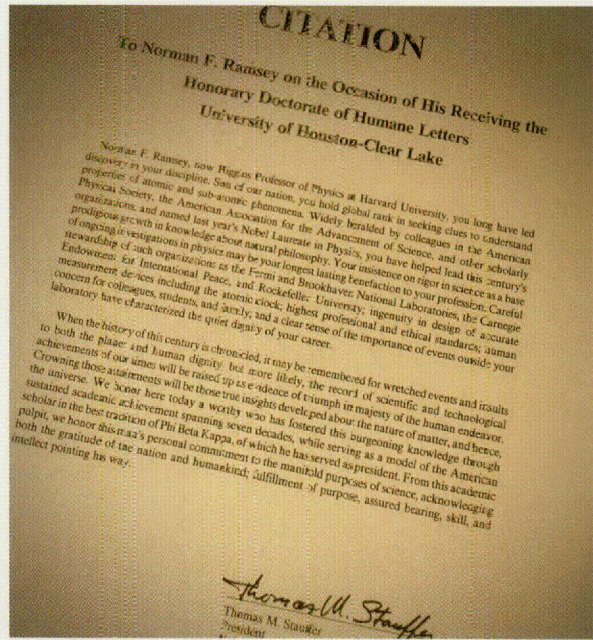 CITATION
To Norman F. Ramsey on the Occasion of His Receiving the
Honorary Doctorate of Humane Letters
University of Houston-Clear Lake
Norman F. Ramsey, now Higgins Professor of Physics at Harvard University, you long have led
discovery in your discipline. Son of our nation, you hold global rank in seeking clues to understand
properties of atomic and sub-atomic phenomena. Widely heralded by colleagues in the American
Physical Society, the American Association for the Advancement of Science, and other scholarly
organizations, and named last year's Nobel Laureate in Physics, you have helped lead this century's
prodigious growth in knowledge about natural philosophy. Your insistence on rigor in science as a base
of ongoing investigations in physics may be your longest lasting benefaction to your profession. Careful
stewardship of such organizations as the Fermi and Brookhaven National Laboratories, the Carnegie
Endowment for International Peace, and Rockefeller University; ingenuity in design of accurate
measurement devices including the atomic clock; highest professional and ethical standards; human
concern for colleagues, students, and family; and a clear sense of the importance of events outside your
laboratory have characterized the quiet dignity of your career.
When the history of this century is chronicled, it may be remembered for wretched events and insults
to both the planet and human dignity but more likely, the record of scientific and technological
achievements of our times will be raised up as evidence of triumph in majesty of the human endeavor.
Crowning those attainments will be those true insights developed about the nature of matter, and hence,
the universe. We honor here today a worthy who has fostered this burgeoning knowledge through
sustained academic achievement spanning seven decades, while serving as a model of the American
scholar in the best tradition of Phi Beta Kappa, of which he has served as president. From this academic
pulpit, we honor this man's personal commitment to the manifold purposes of science, acknowledging
both the gratitude of the nation and humankind; fulfillment of purpose, assured bearing, skill, and
intellect pointing his way.
Thomas M. Stauffer
Thomas M. Stauffer
President